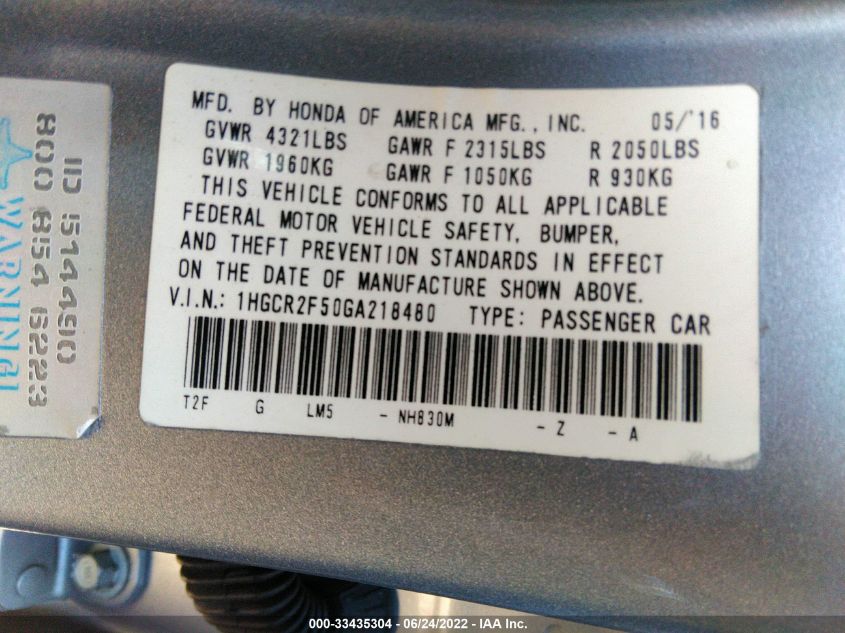 MFD. BY HONDA OF AMERICA MFG., INC. 05/'16
GVWR 4321LBS GAWR F 2315LBS R 2050LBS
GVWR 1960KG GAWR F 1050KG R 930KG
THIS VEHICLE CONFORMS TO ALL APPLICABLE
FEDERAL MOTOR VEHICLE SAFETY, BUMPER,
AND THEFT PREVENTION STANDARDS IN EFFECT
ON THE DATE OF MANUFACTURE SHOWN ABOVE.
V.I.N.: 1HGCR2F50GA218480 TYPE: PASSENGER CAR
T2F G LM5 - NH830M - Z - A
ID 514490
800 854 6223
WARNING!
000-33435304 - 06/24/2022 - IAA Inc.